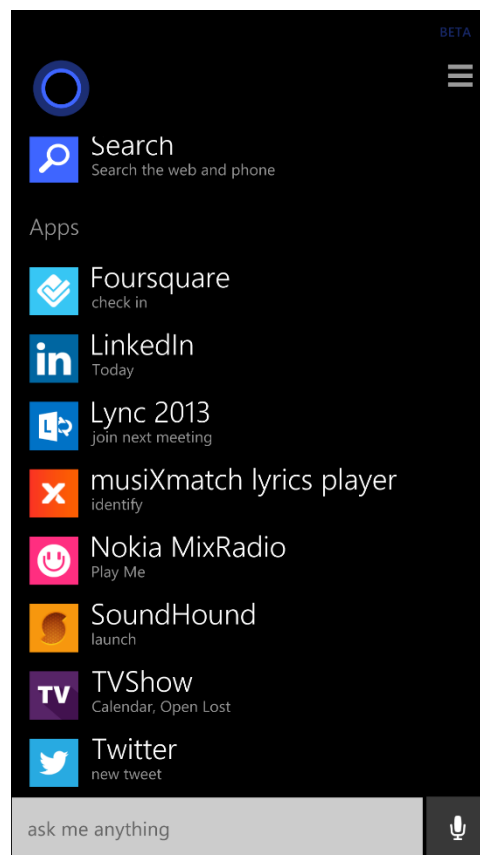 BETA
Search
Search the web and phone
Apps
Foursquare
check in
in
LinkedIn
Today
L
Lync 2013
join next meeting
x
musiXmatch lyrics player
identify
Nokia MixRadio
Play Me
SoundHound
launch
TV
TVShow
Calendar, Open Lost
Twitter
new tweet
ask me anything